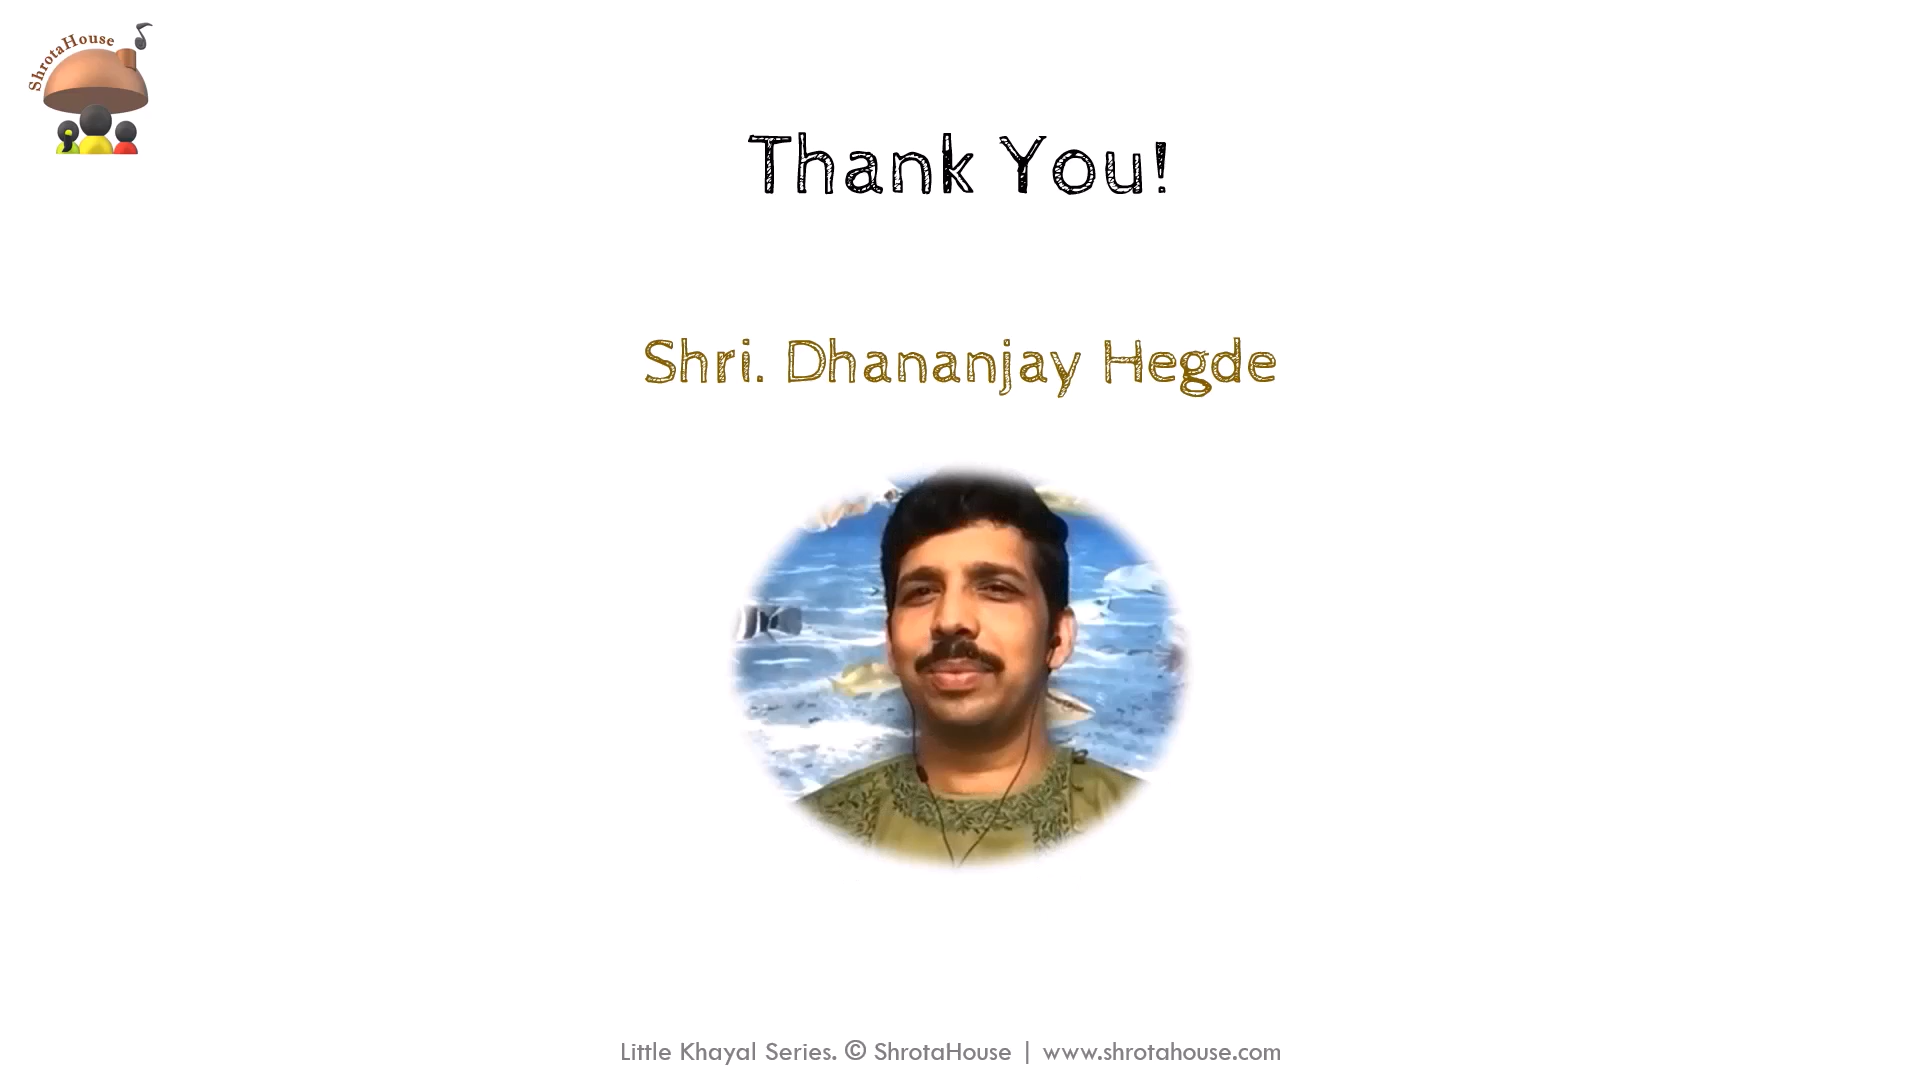 ShrotaHouse
Thank You!
Shri. Dhananjay Hegde
Little Khayal Series. © ShrotaHouse | www.shrotahouse.com